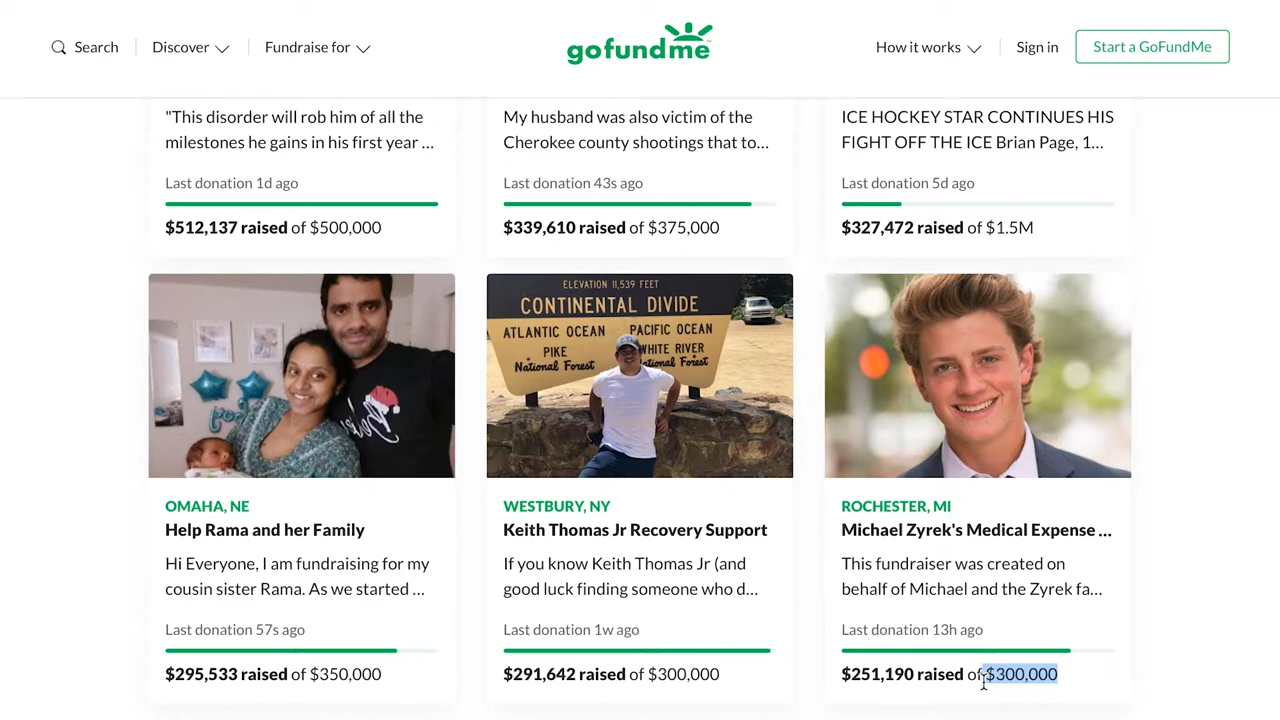 Search
Discover
Fundraise for
gofundme
How it works
Sign in
Start a GoFundMe
"This disorder will rob him of all the
milestones he gains in his first year ...
Last donation 1d ago
$512,137 raised of $500,000
My husband was also victim of the
Cherokee county shootings that to...
Last donation 43s ago
$339,610 raised of $375,000
ICE HOCKEY STAR CONTINUES HIS
FIGHT OFF THE ICE Brian Page, 1...
Last donation 5d ago
$327,472 raised of $1.5M
OMAHA, NE
Help Rama and her Family
Hi Everyone, I am fundraising for my
cousin sister Rama. As we started ...
Last donation 57s ago
$295,533 raised of $350,000
ELEVATION 11,539 FEET
CONTINENTAL DIVIDE
ATLANTIC OCEAN PACIFIC OCEAN
PIKE WHITE RIVER
National Forest National Forest
WESTBURY, NY
Keith Thomas Jr Recovery Support
If you know Keith Thomas Jr (and
good luck finding someone who d...
Last donation 1w ago
$291,642 raised of $300,000
ROCHESTER, MI
Michael Zyrek's Medical Expense ...
This fundraiser was created on
behalf of Michael and the Zyrek fa...
Last donation 13h ago
$251,190 raised of $300,000